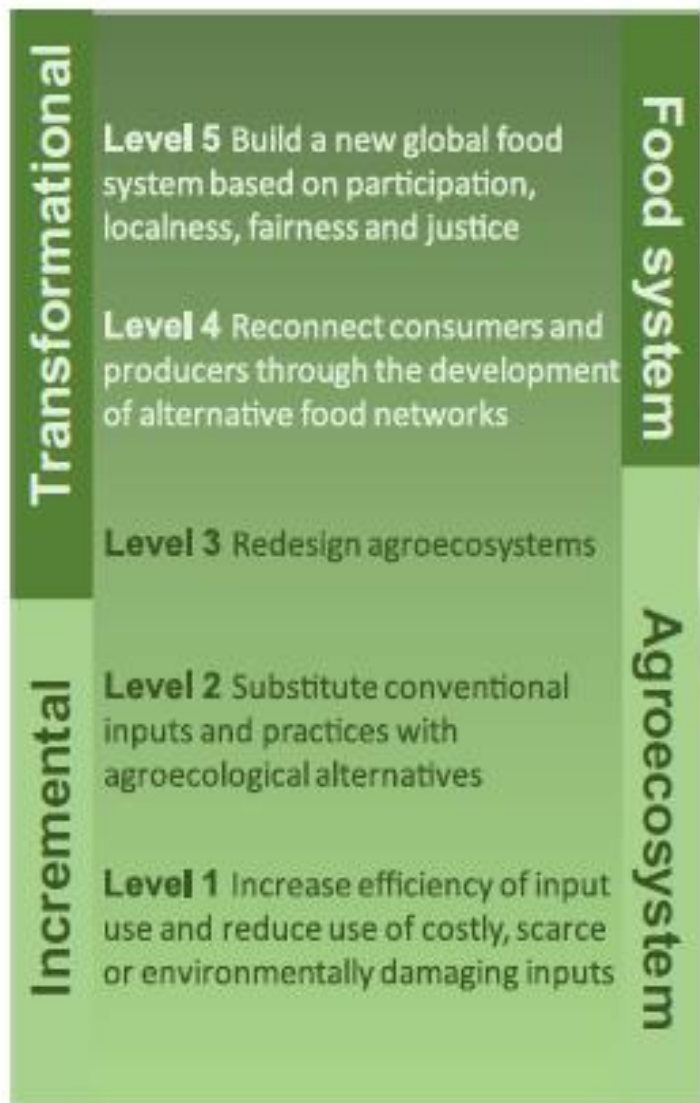 Transformational
Food system
Level 5 Build a new global food
system based on participation,
localness, fairness and justice
Level 4 Reconnect consumers and
producers through the development
of alternative food networks
Level 3 Redesign agroecosystems
Incremental
Agroecosystem
Level 2 Substitute conventional
inputs and practices with
agroecological alternatives
Level 1 Increase efficiency of input
use and reduce use of costly, scarce
or environmentally damaging inputs